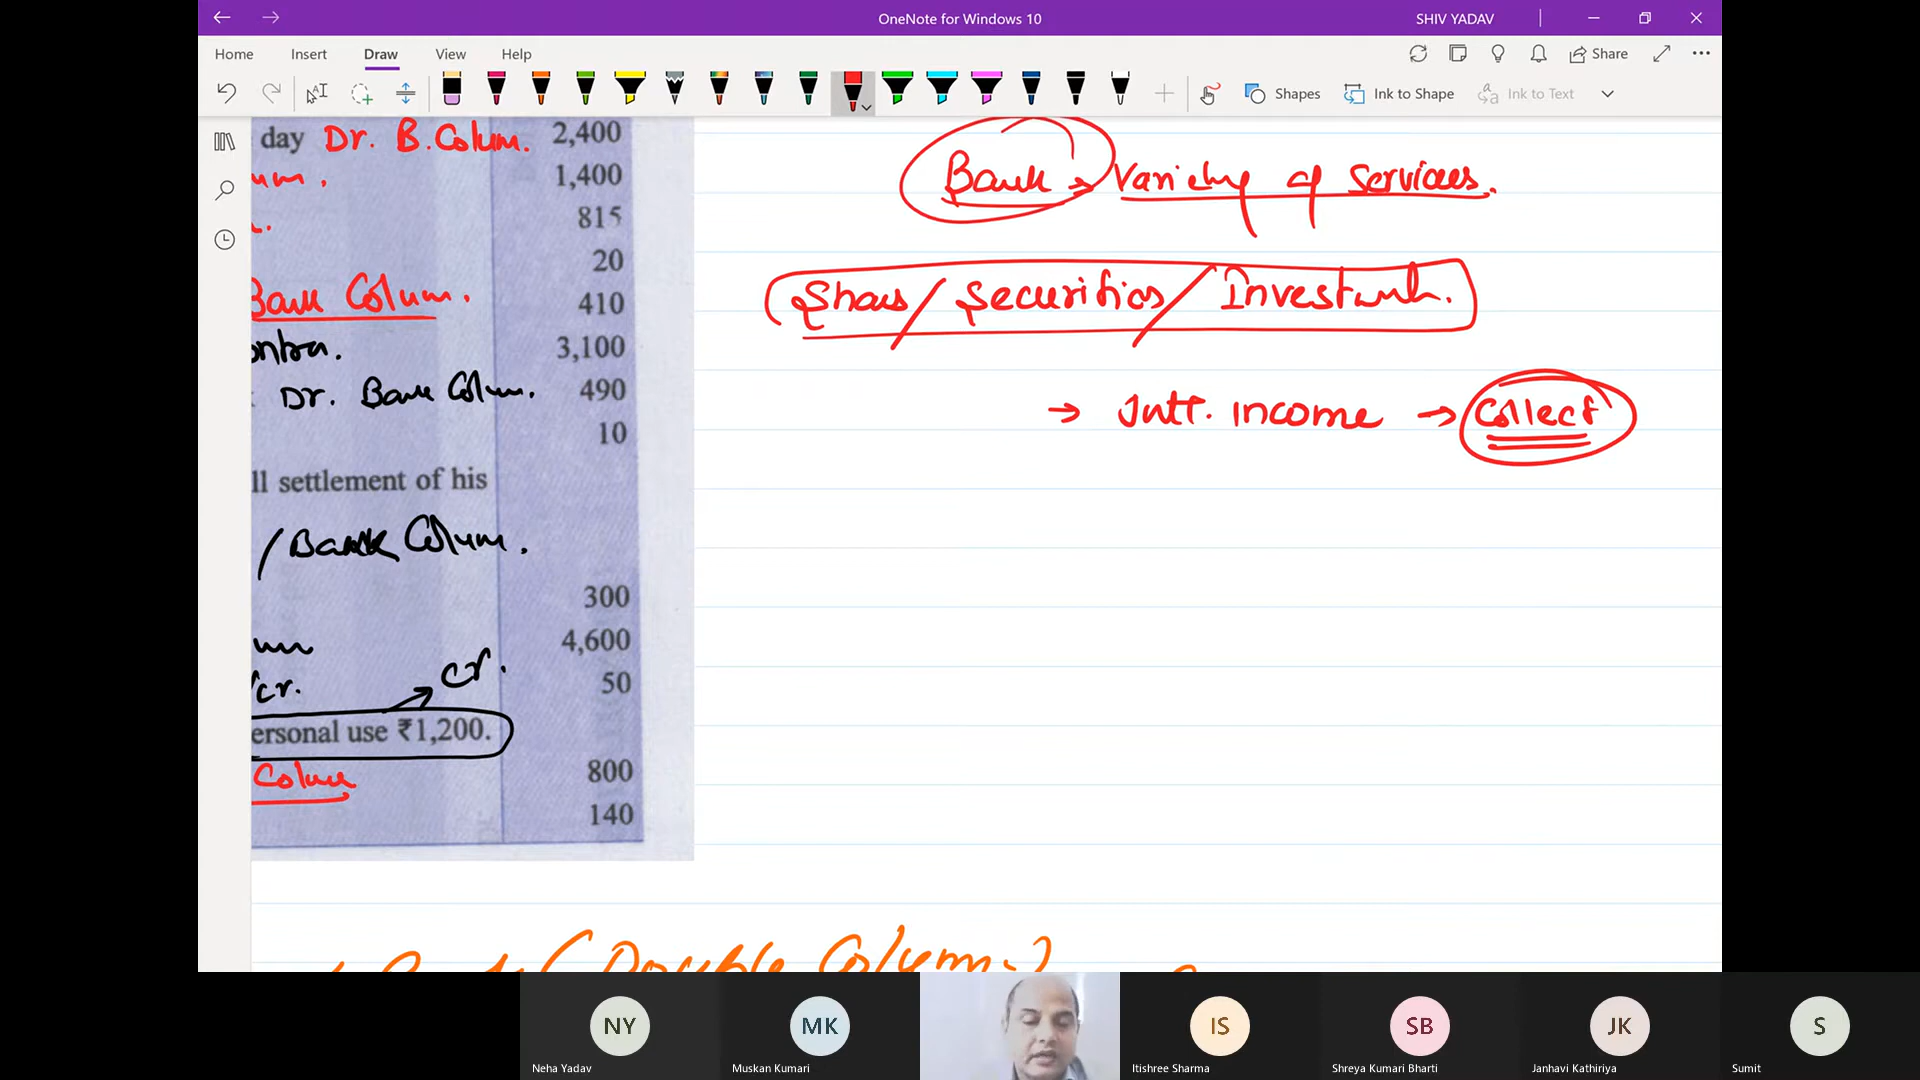 OneNote for Windows 10
SHIV YADAV
Home Insert Draw View Help
Share
Shapes
Ink to Shape
Ink to Text
day Dr. B.Colum. 2,400
1,400
815
20
Bank Colum. 410
3,100
Dr. Bank Colum. 490
10
ll settlement of his
/Bank Colum.
300
4,600
cr.
/cr. 50
ersonal use ₹1,200.
800
Colum
140
Bank → Variety of Services.
Shares/ Securities/ Investment.
→ Intt. income → Collect
(Double Column)
NY
MK
IS
SB
JK
S
Neha Yadav
Muskan Kumari
Itishree Sharma
Shreya Kumari Bharti
Janhavi Kathiriya
Sumit